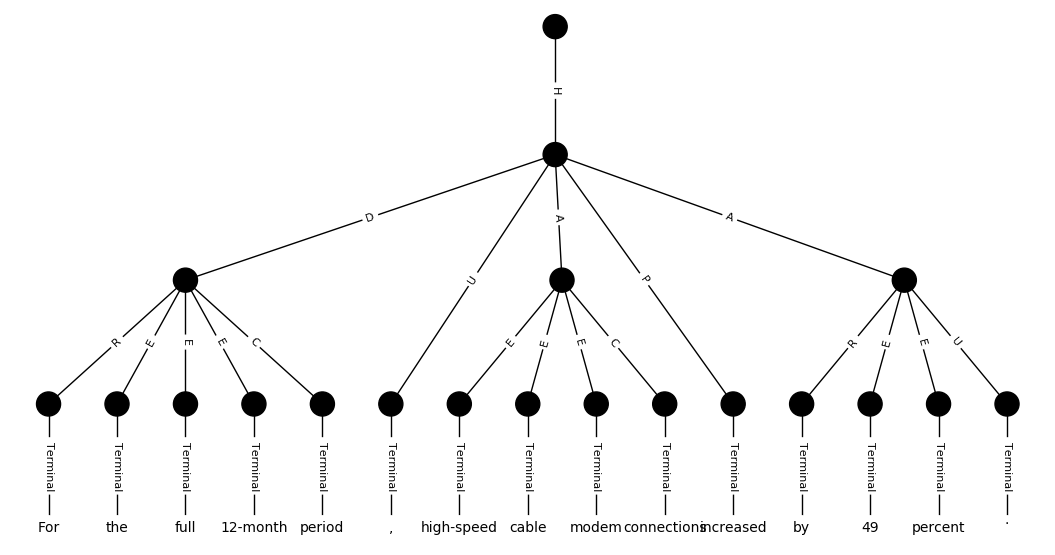 H
D U A P A
R E E E C E E E C R E E U
Terminal Terminal Terminal Terminal Terminal Terminal Terminal Terminal Terminal Terminal Terminal Terminal Terminal Terminal Terminal
For the full 12-month period , high-speed cable modem connections increased by 49 percent .